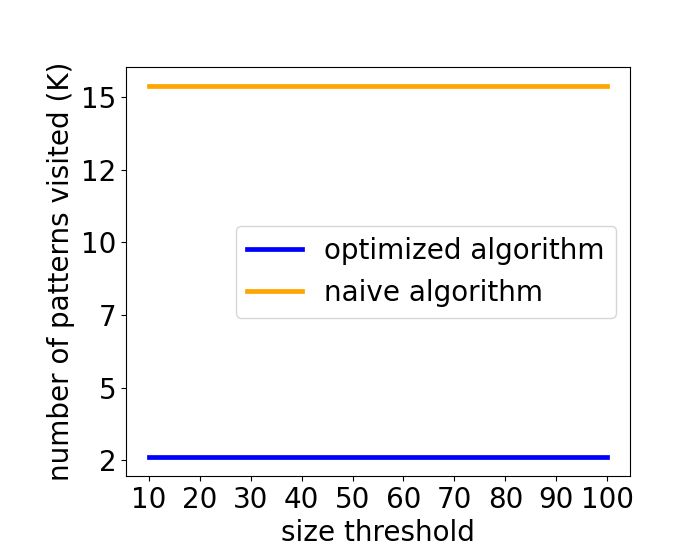 number of patterns visited (K)
15
12
10
7
5
2
optimized algorithm
naive algorithm
10 20 30 40 50 60 70 80 90 100
size threshold